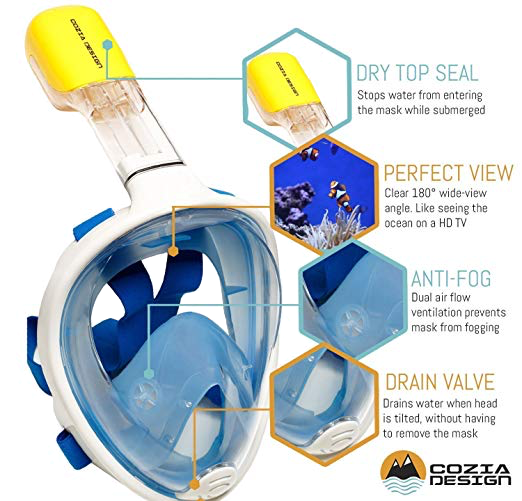 COZIA DESIGN
COZIA DESIGN
DRY TOP SEAL
Stops water from entering
the mask while submerged
PERFECT VIEW
Clear 180° wide-view
angle. Like seeing the
ocean on a HD TV
ANTI-FOG
Dual air flow
ventilation prevents
mask from fogging
DRAIN VALVE
Drains water when head
is tilted, without having
to remove the mask
COZIA
DESIGN